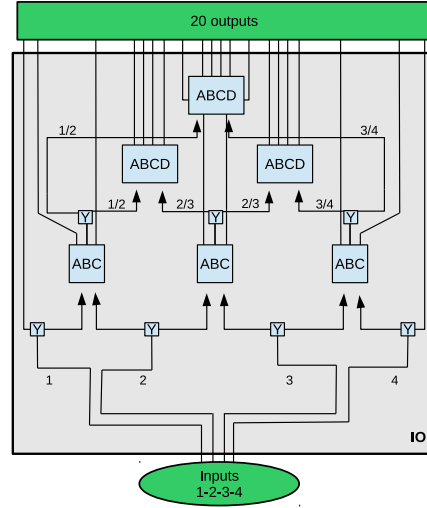 20 outputs
ABCD
1/2
3/4
ABCD
ABCD
1/2
2/3
2/3
3/4
Y
Y
Y
ABC
ABC
ABC
Y
Y
Y
Y
1
2
3
4
IO
Inputs
1-2-3-4